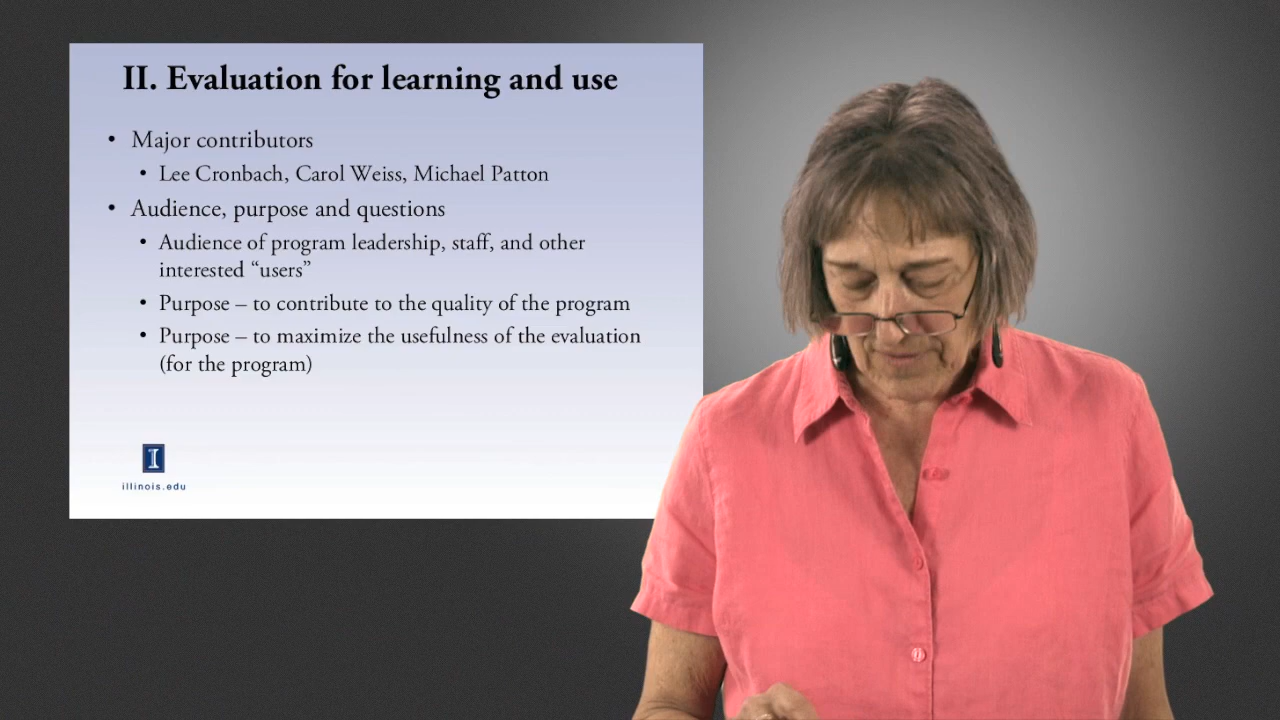 II. Evaluation for learning and use
• Major contributors
• Lee Cronbach, Carol Weiss, Michael Patton
• Audience, purpose and questions
• Audience of program leadership, staff, and other
interested “users”
• Purpose – to contribute to the quality of the program
• Purpose – to maximize the usefulness of the evaluation
(for the program)
I
illinois.edu